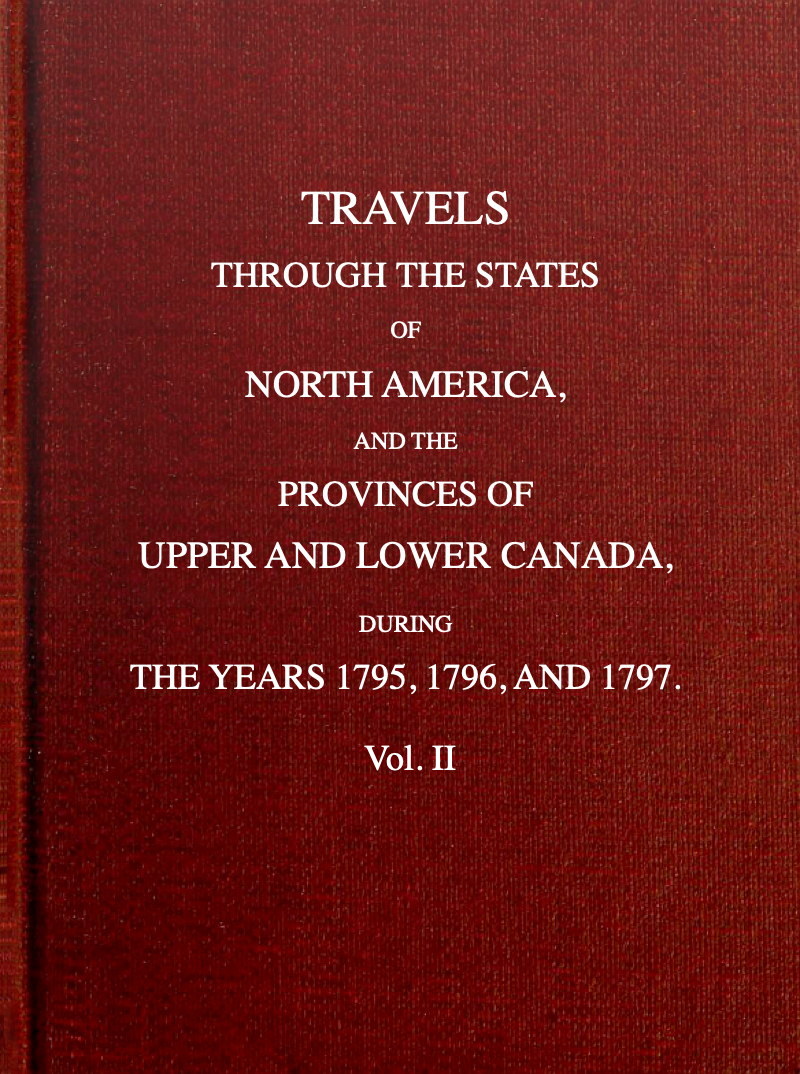 TRAVELS
THROUGH THE STATES
OF
NORTH AMERICA,
AND THE
PROVINCES OF
UPPER AND LOWER CANADA,
DURING
THE YEARS 1795, 1796, AND 1797.
Vol. II